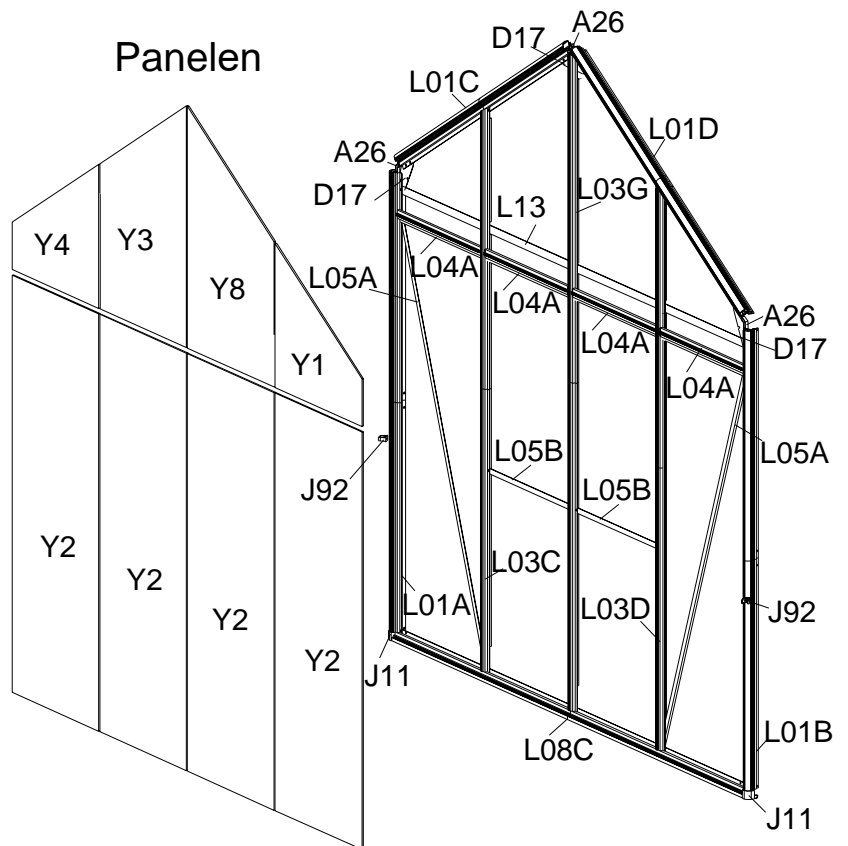 Panelen
Y4
Y3
Y8
Y1
Y2
Y2
Y2
Y2
A26
D17
L01C
L01D
A26
D17
L03G
L13
L04A
L05A
L04A
A26
L04A
D17
L04A
L05B
L05A
J92
L05B
L03C
L01A
L03D
J92
J11
L08C
L01B
J11